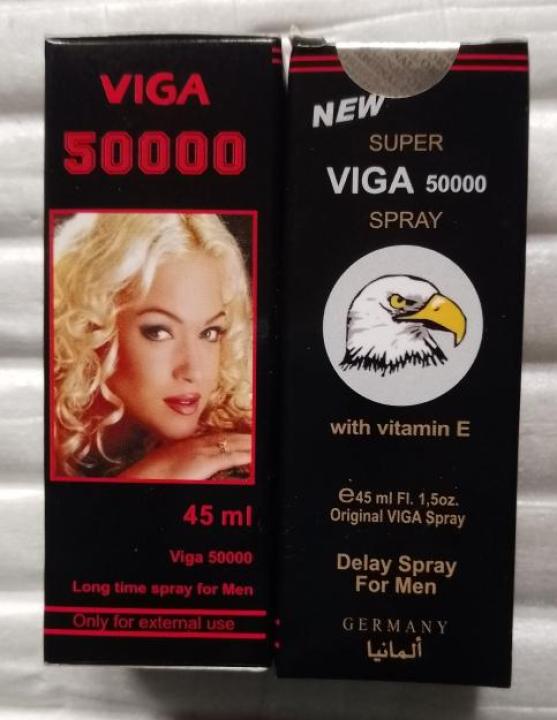 VIGA
50000
45 ml
Viga 50000
Long time spray for Men
Only for external use
NEW
SUPER
VIGA 50000
SPRAY
with vitamin E
℮45 ml Fl. 1,5oz.
Original VIGA Spray
Delay Spray
For Men
GERMANY
ألمانيا